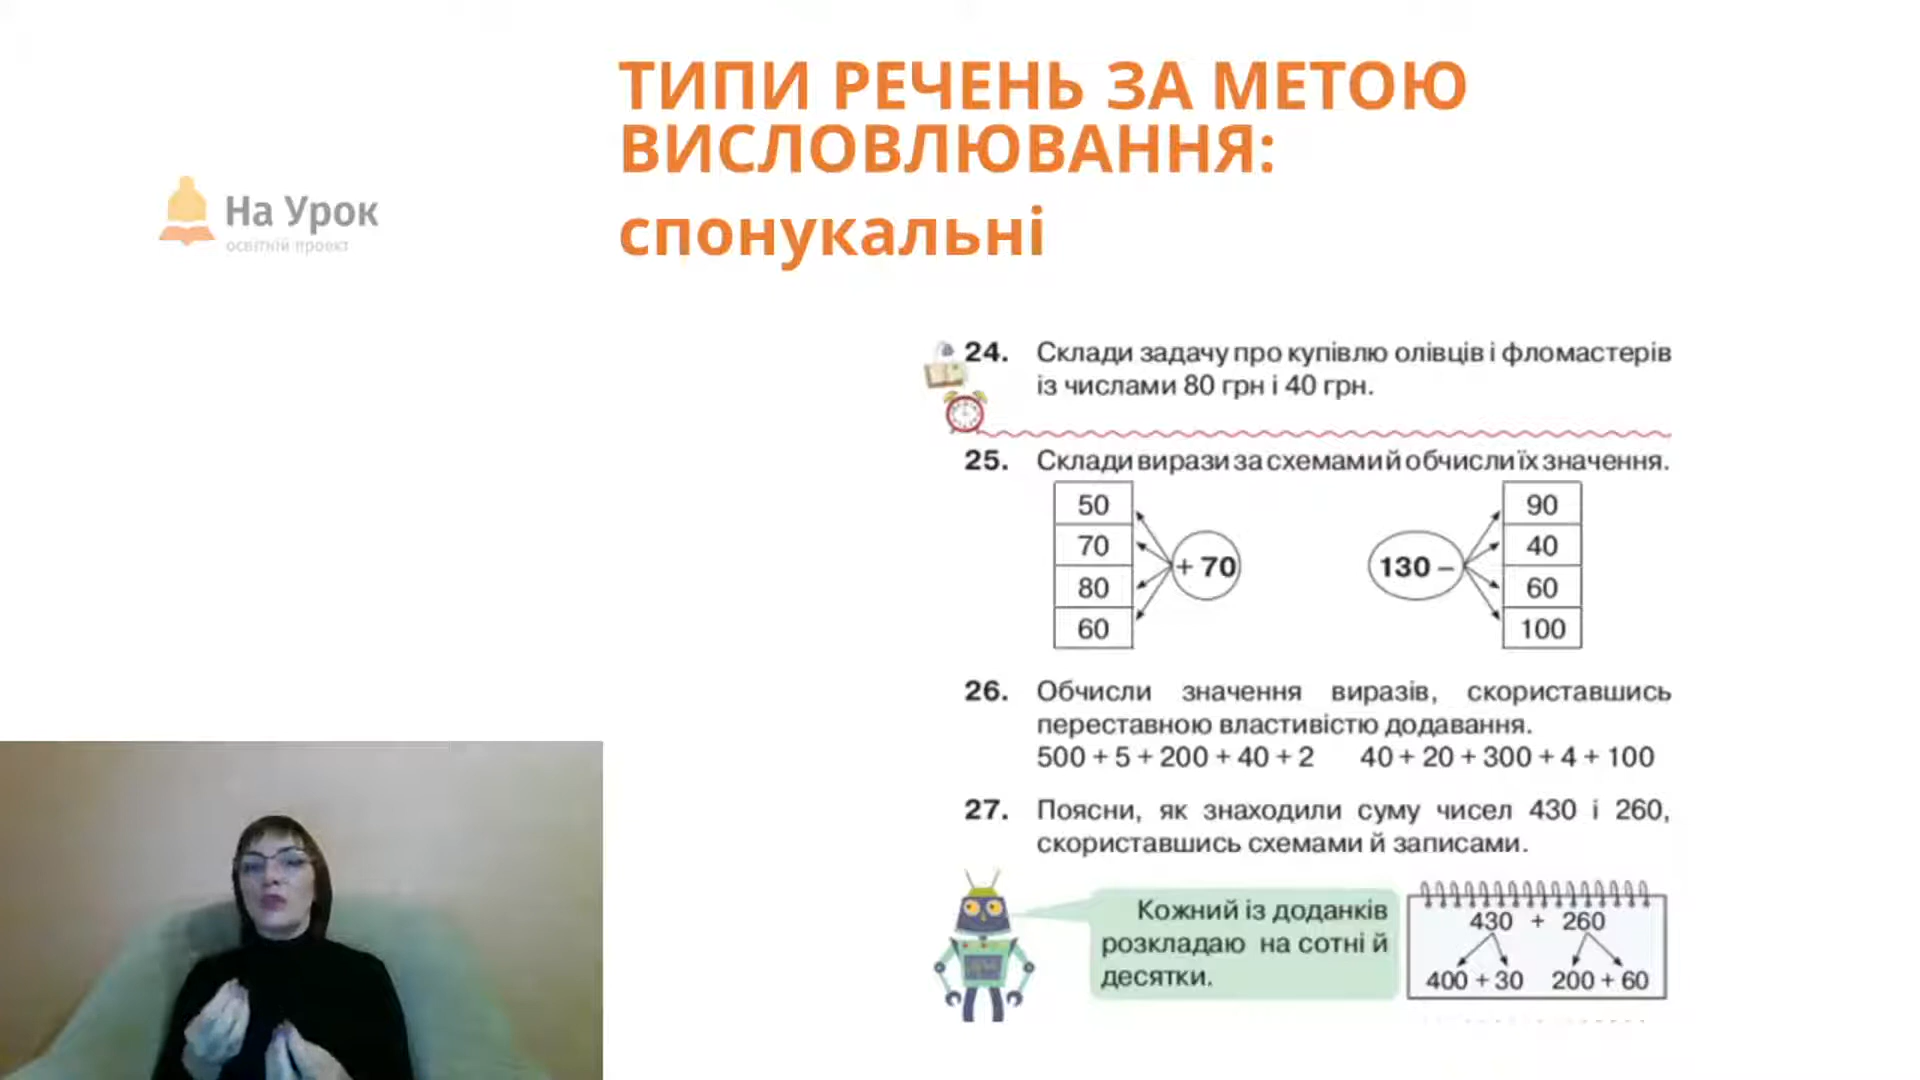 ТИПИ РЕЧЕНЬ ЗА МЕТОЮ
ВИСЛОВЛЮВАННЯ:
спонукальні
На Урок
освітній проект
24. Склади задачу про купівлю олівців і фломастерів
із числами 80 грн і 40 грн.
25. Склади вирази за схемами й обчисли їх значення.
50
70
80
60
+ 70
130 –
90
40
60
100
26. Обчисли значення виразів, скориставшись
переставною властивістю додавання.
500 + 5 + 200 + 40 + 2 40 + 20 + 300 + 4 + 100
27. Поясни, як знаходили суму чисел 430 і 260,
скориставшись схемами й записами.
Кожний із доданків
розкладаю на сотні й
десятки.
430 + 260
400 + 30 200 + 60